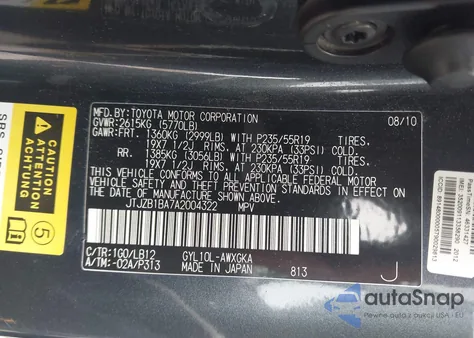 MFD.BY:TOYOTA MOTOR CORPORATION 08/10
GVWR:2615KG (5770LB)
GAWR:FRT. 1360KG (2999LB) WITH P235/55R19 TIRES,
19X7 1/2J RIMS, AT 230KPA (33PSI) COLD.
RR. 1385KG (3056LB) WITH P235/55R19 TIRES,
19X7 1/2J RIMS, AT 230KPA (33PSI) COLD.
THIS VEHICLE CONFORMS TO ALL APPLICABLE FEDERAL MOTOR
VEHICLE SAFETY AND THEFT PREVENTION STANDARDS IN EFFECT ON
THE DATE OF MANUFACTURE SHOWN ABOVE.
JTJZB1BA7A2004322 MPV
C/TR:1G0/LB12 GYL10L-AWXGKA
A/TM:-02A/P313 MADE IN JAPAN 813 J
5
autoSnap
FROM AUTOAUCTIONS.IO